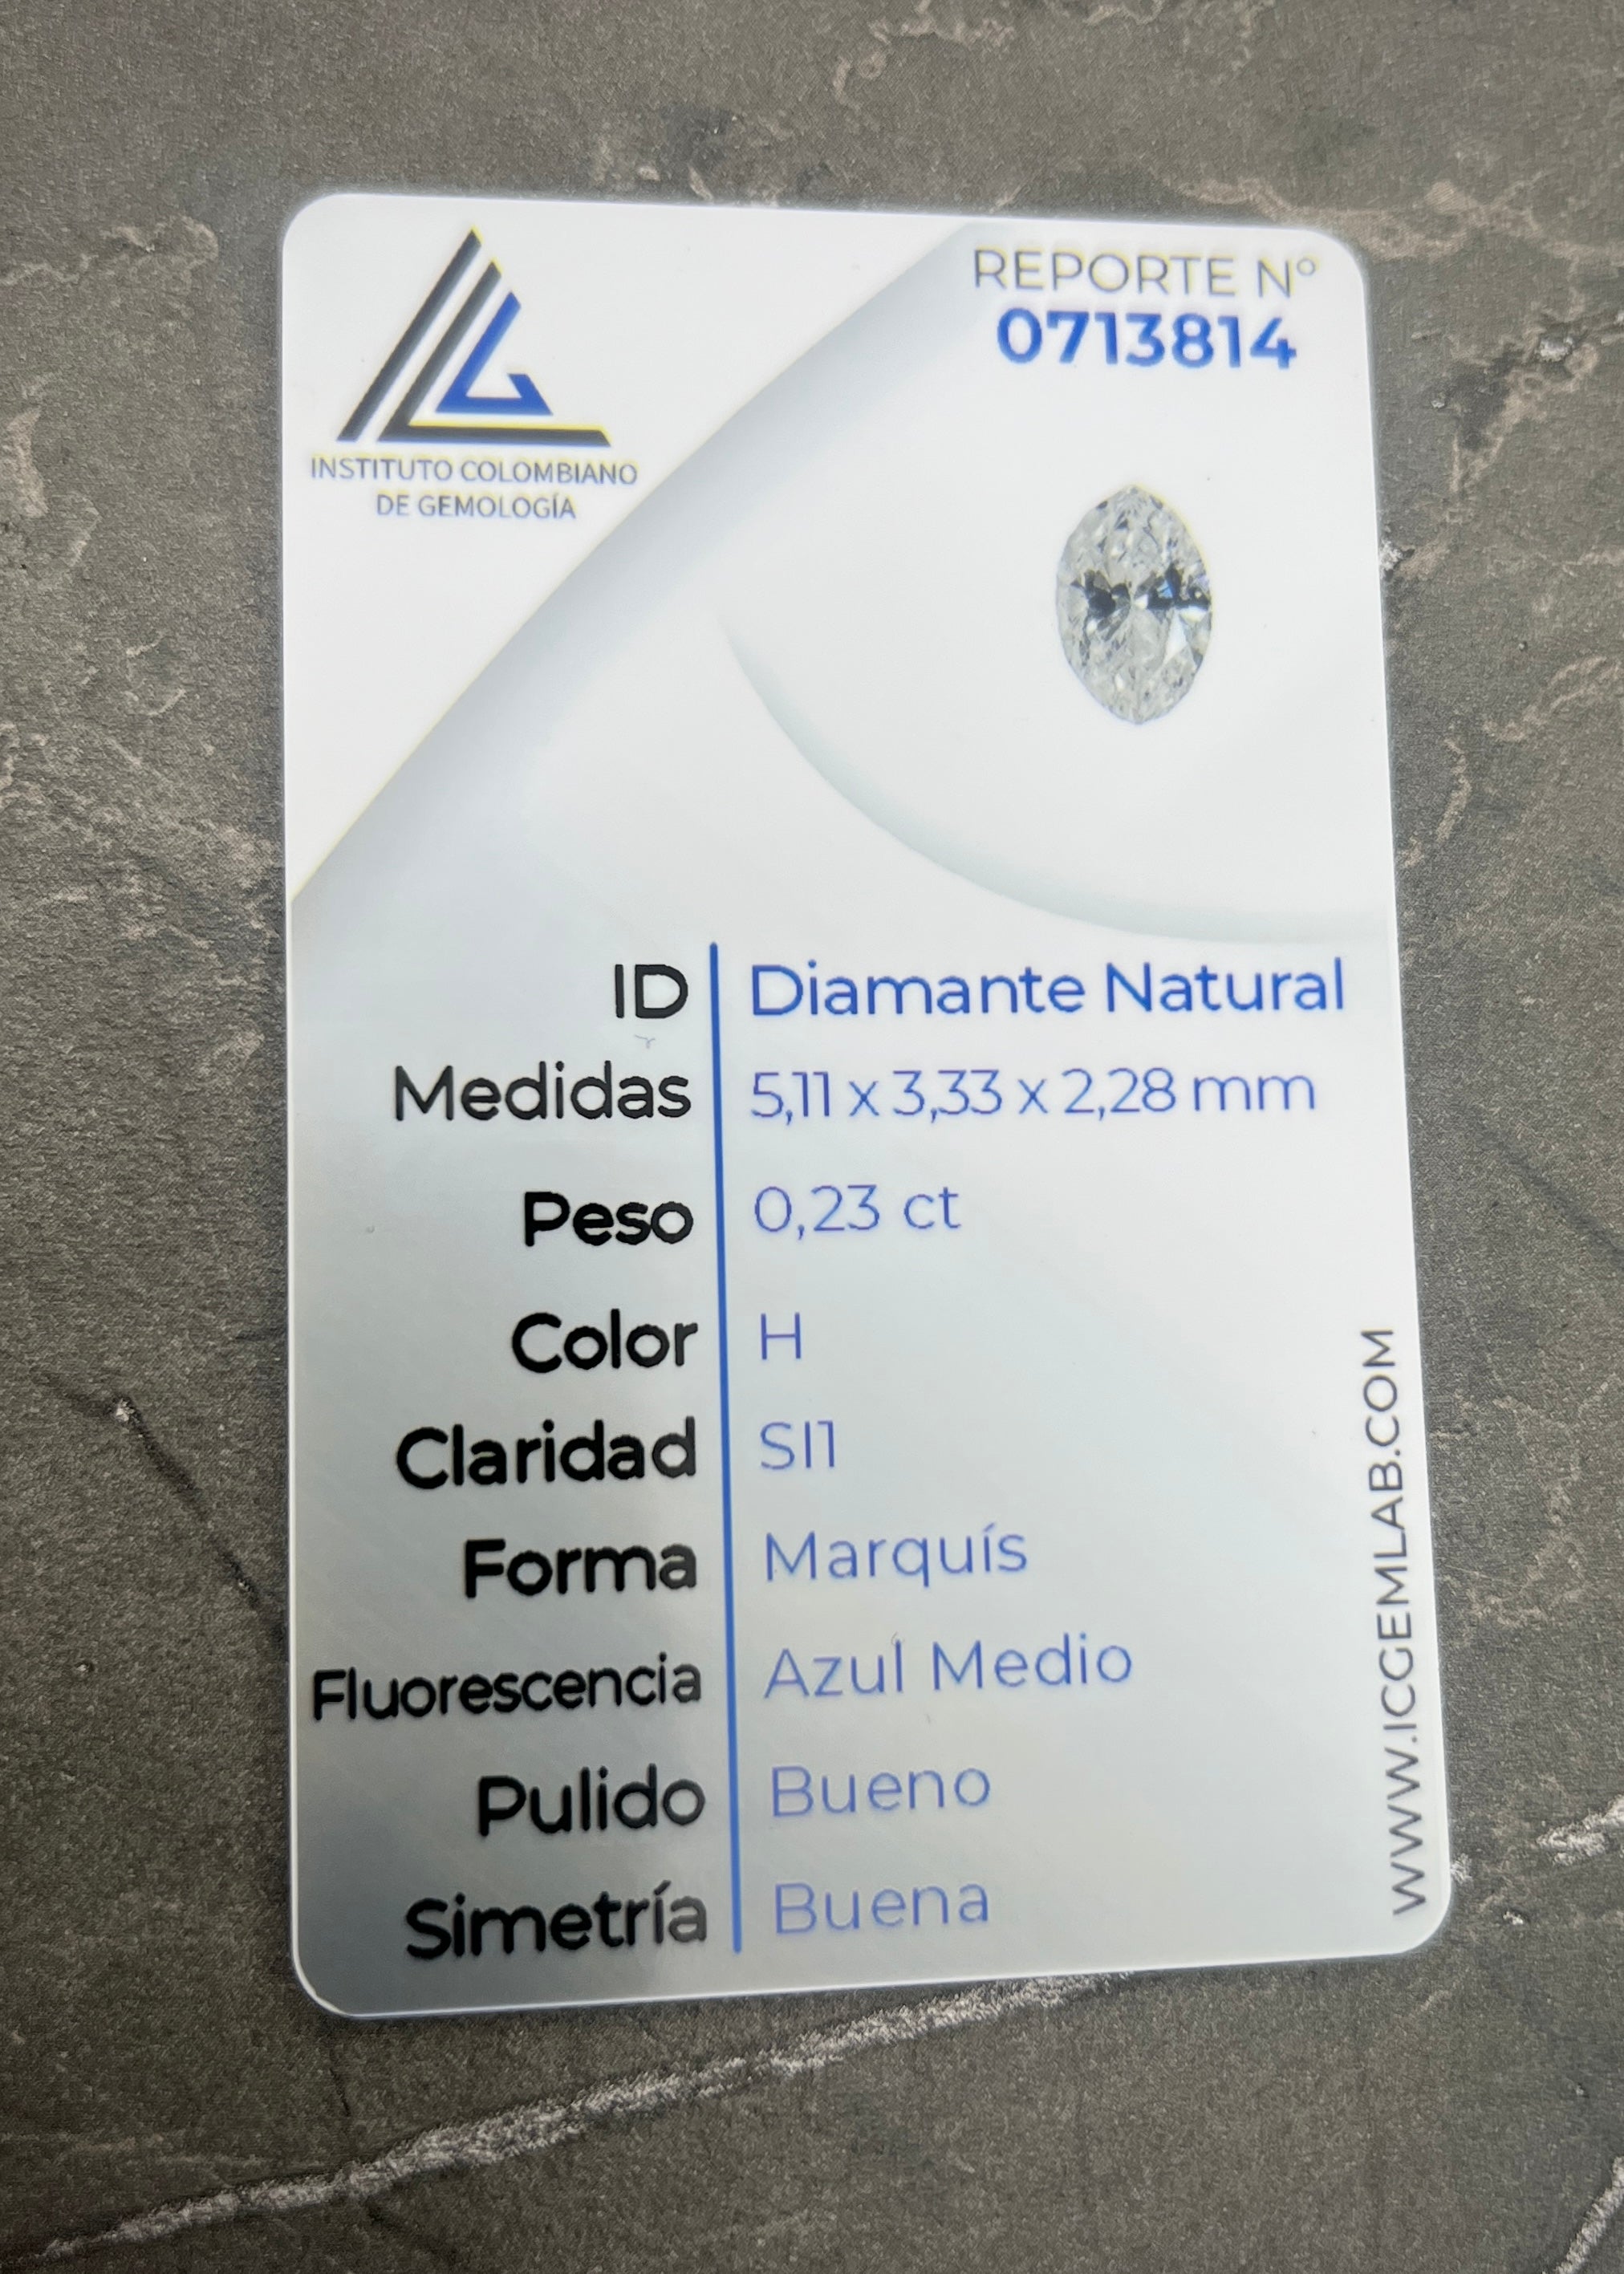 INSTITUTO COLOMBIANO
DE GEMOLOGÍA
REPORTE Nº
0713814
ID Diamante Natural
Medidas 5,11 x 3,33 x 2,28 mm
Peso 0,23 ct
Color H
Claridad SI1
Forma Marquís
Fluorescencia Azul Medio
Pulido Bueno
Simetría Buena
WWW.ICGEMLAB.COM